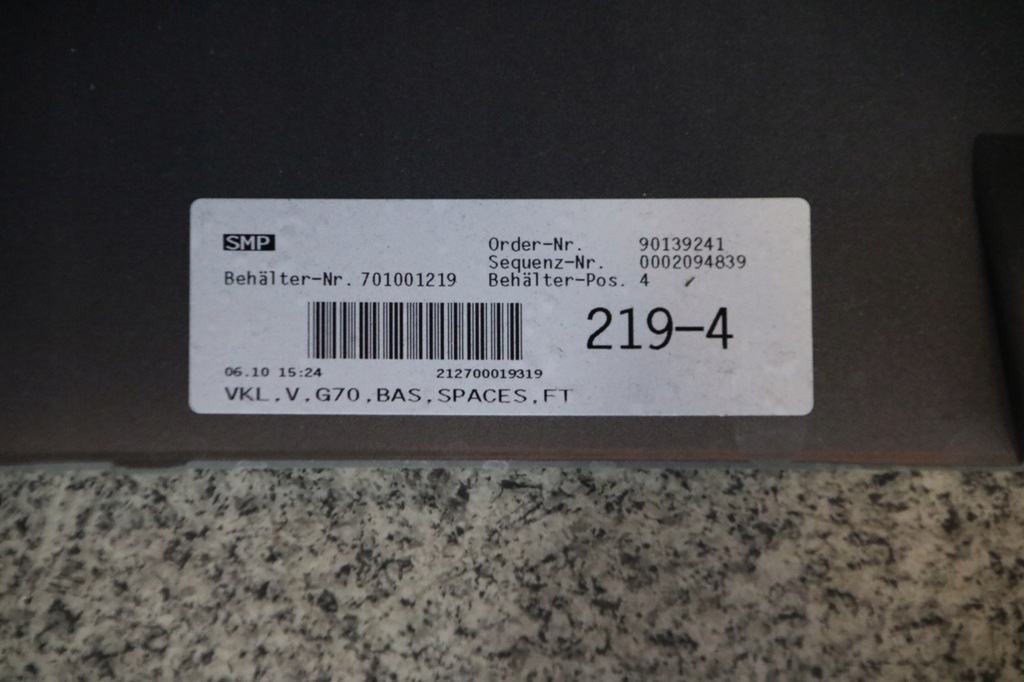 SMP
Order-Nr. 90139241
Sequenz-Nr. 0002094839
Behälter-Nr. 701001219 Behälter-Pos. 4
219-4
06.10 15:24 212700019319
VKL,V,G70,BAS,SPACES,FT